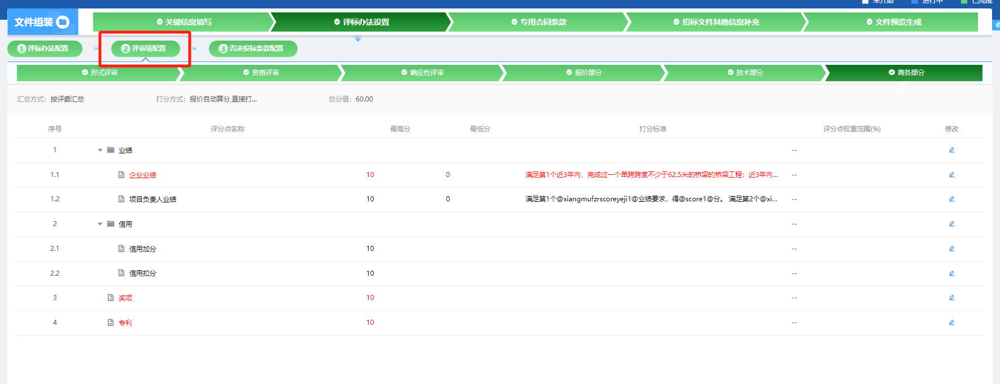 未开始 进行中 已完成
文件组装 关键信息填写 评标办法设置 专用合同条款 招标文件其他信息补充 文件预览生成 收
1 评标办法配置 2 评审项配置 3 否决投标条款配置
形式评审 资格评审 响应性评审 报价部分 技术部分 商务部分
汇总方式: 按评委汇总 打分方式: 报价自动算分,直接打... 总分值: 60.00
序号 评分点名称 最高分 最低分 打分标准 评分点权重范围(%) 修改
1 业绩 --
1.1 企业业绩 10 0 满足第1个近3年内，完成过一个单跨跨度不少于62.5米的桥梁的桥梁工程；近3年内... --
1.2 项目负责人业绩 10 0 满足第1个@xiangmufzrscoreyeji1@业绩要求，得@score1@分。 满足第2个@xi... --
2 信用 --
2.1 信用加分 10 --
2.2 信用扣分 10 --
3 奖项 10 --
4 专利 10 --